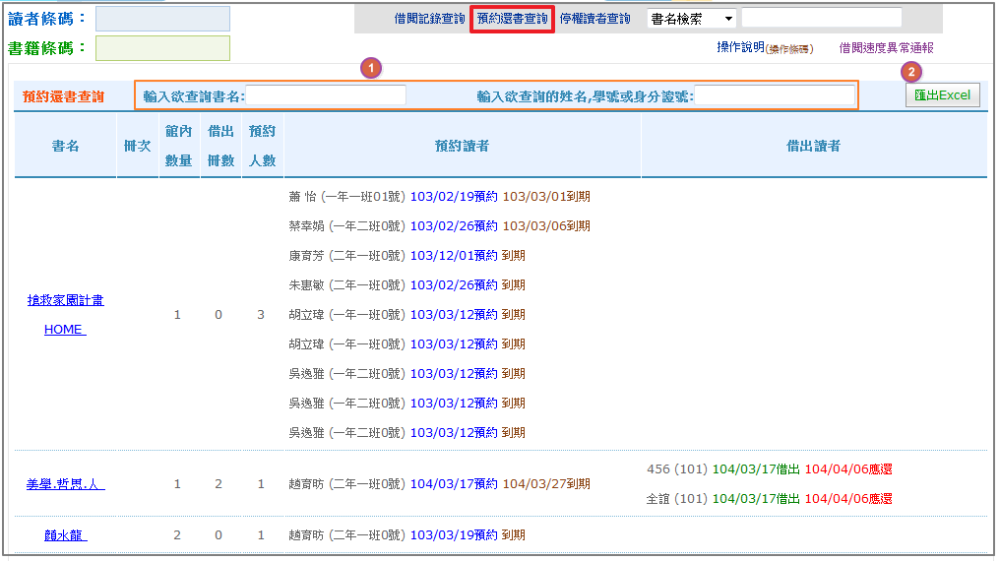 讀者條碼：
借閱記錄查詢 預約還書查詢 停權讀者查詢 書名檢索
書籍條碼：
操作說明(操作條碼) 借閱速度異常通報
1
2
預約還書查詢 輸入欲查詢書名: 輸入欲查詢的姓名,學號或身分證號: 匯出Excel
書名 冊次 館內數量 借出冊數 預約人數 預約讀者 借出讀者
蕭 怡 (一年一班01號) 103/02/19預約 103/03/01到期
蔡幸娟 (一年二班0號) 103/02/26預約 103/03/06到期
康育芳 (二年一班0號) 103/12/01預約 到期
朱惠敏 (二年一班0號) 103/02/26預約 到期
搶救家園計畫
HOME
1 0 3
胡立瑋 (一年一班0號) 103/03/12預約 到期
胡立瑋 (一年一班0號) 103/03/12預約 到期
吳逸雅 (一年一班0號) 103/03/12預約 到期
吳逸雅 (一年二班0號) 103/03/12預約 到期
吳逸雅 (一年二班0號) 103/03/12預約 到期
美學.哲思.人 1 2 1 趙育昉 (二年一班0號) 104/03/17預約 104/03/27到期
456 (101) 104/03/17借出 104/04/06應還
全誼 (101) 104/03/17借出 104/04/06應還
顏水龍 2 0 1 趙育昉 (二年一班0號) 103/03/19預約 到期